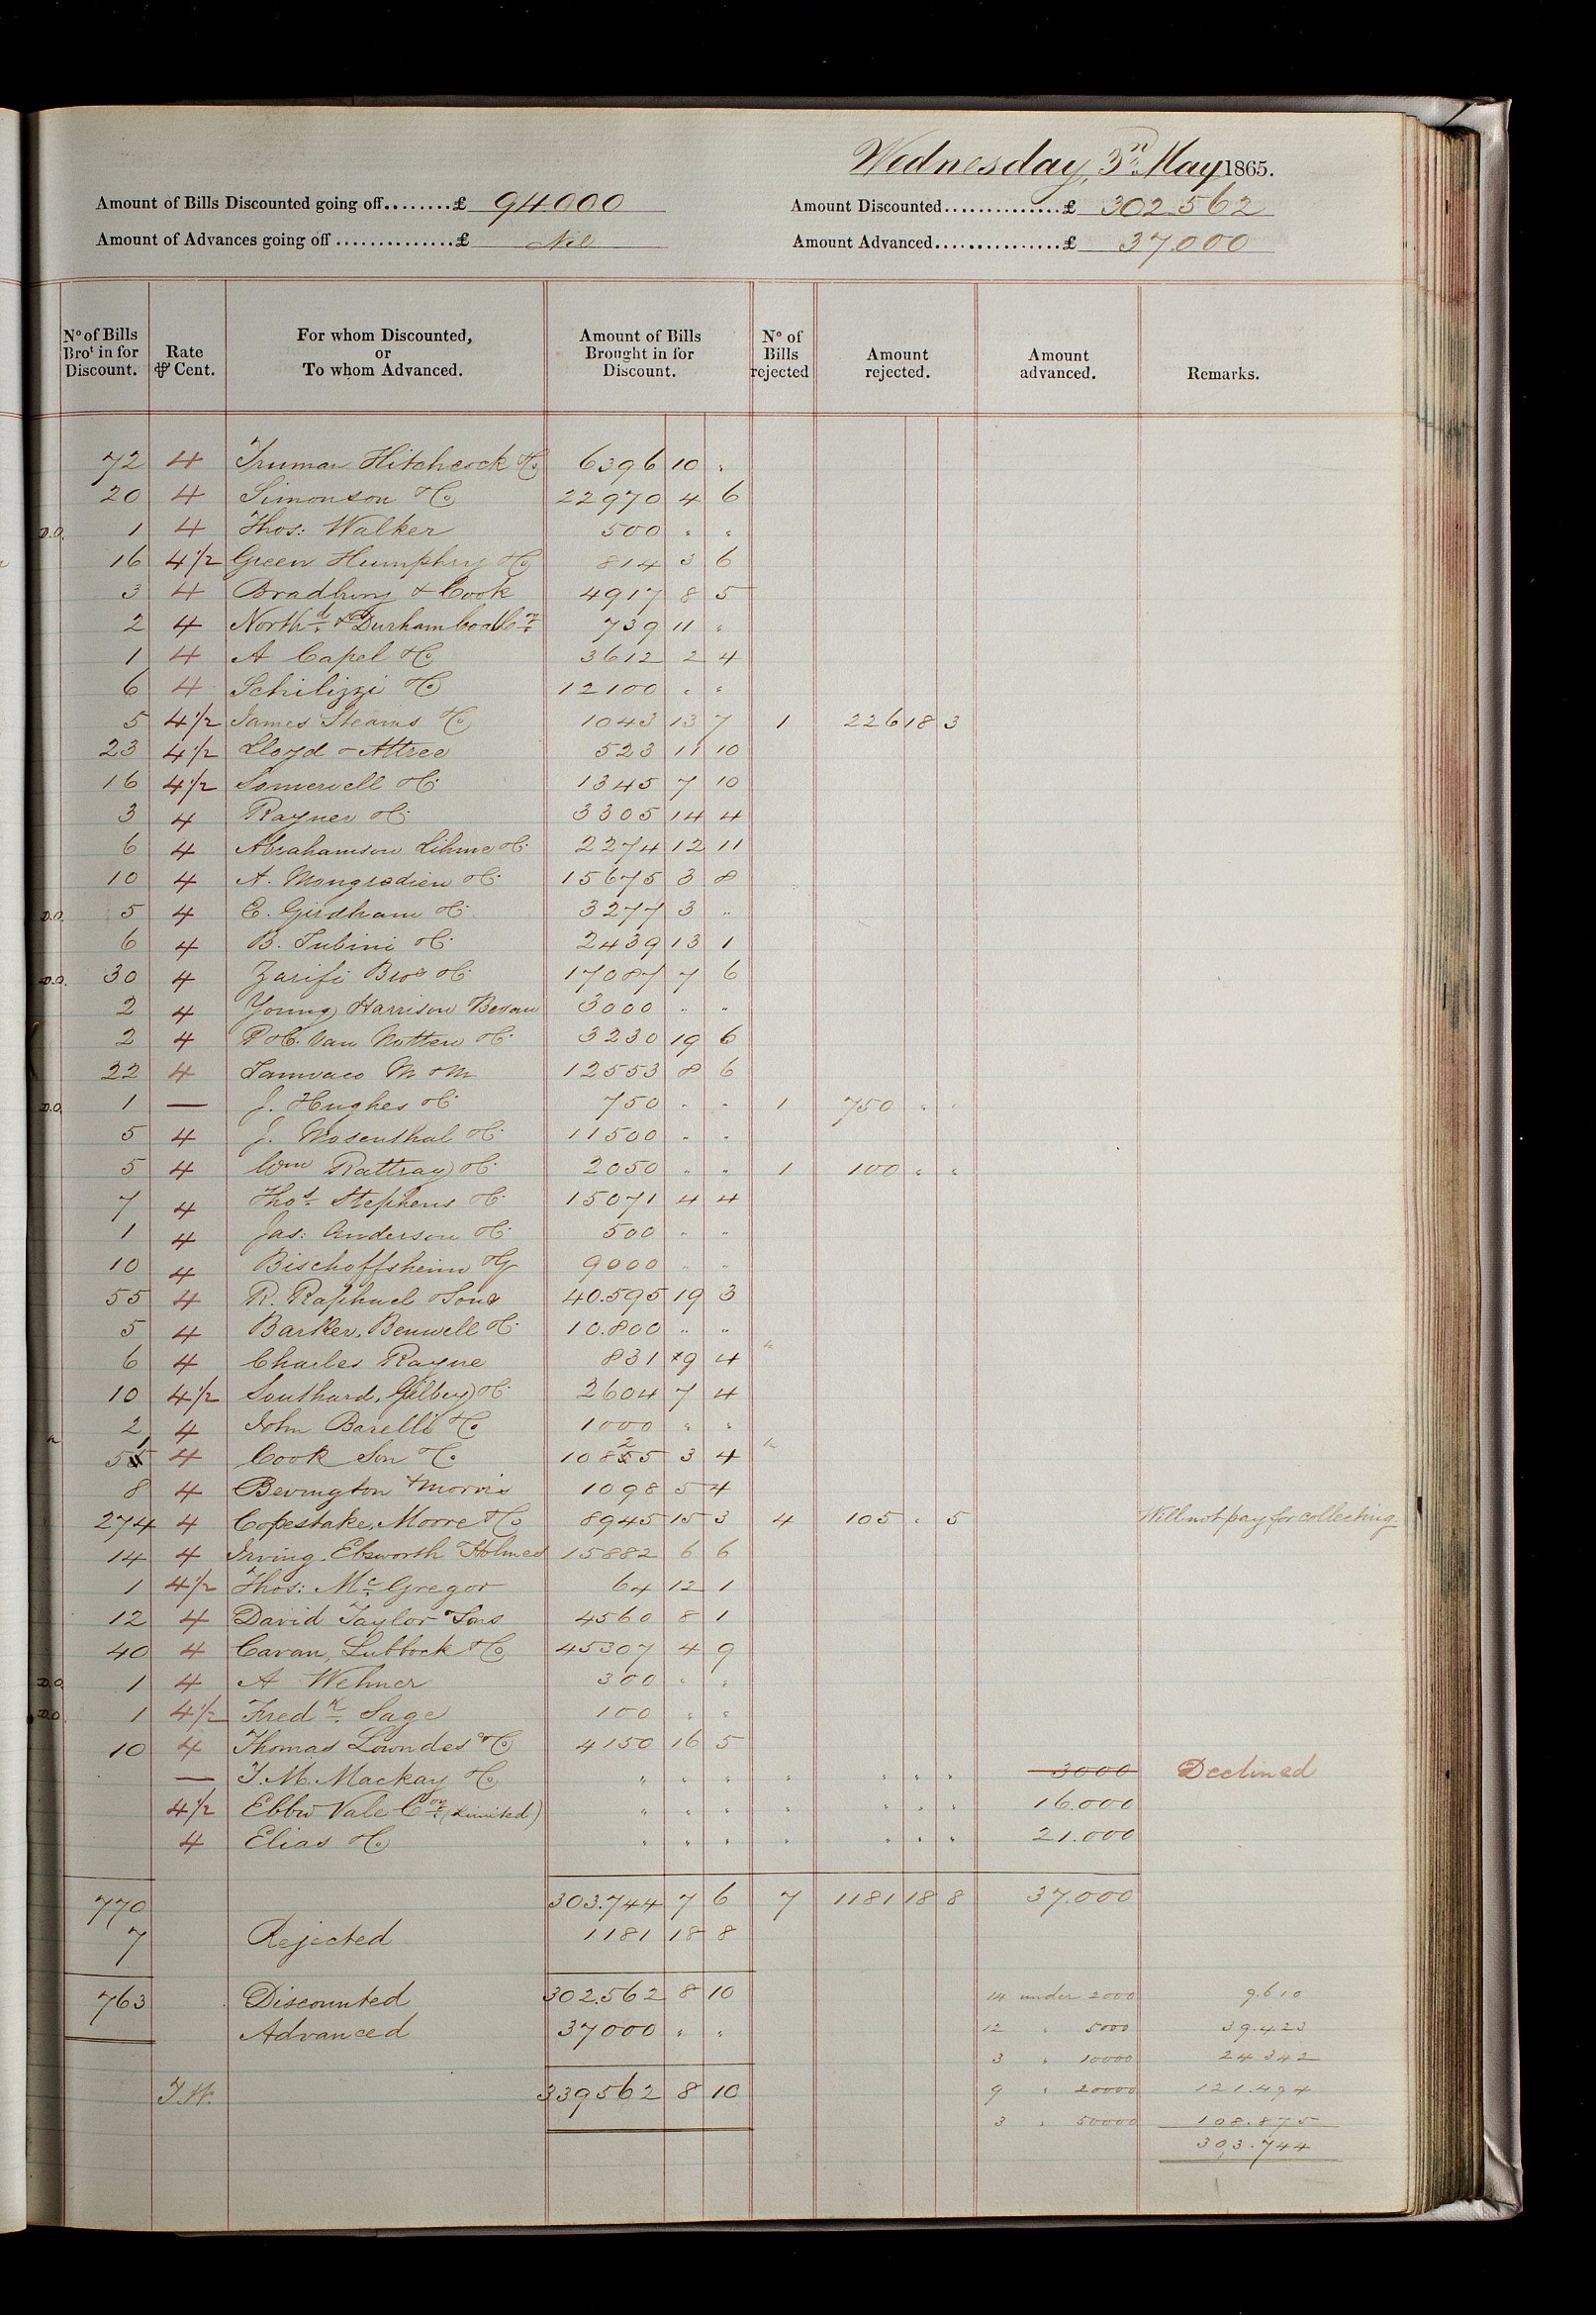 Wednesday, 3rd May 1865.
Amount of Bills Discounted going off........£ 94.000 Amount Discounted..............£ 302.562
Amount of Advances going off ..............£ Nil Amount Advanced................£ 37.000
No of Bills Brot in for Discount. Rate ⅌ Cent. For whom Discounted, or To whom Advanced. Amount of Bills Brought in for Discount. No of Bills rejected Amount rejected. Amount advanced. Remarks.
72 4 Truman Hitchcock &Co 6396 10 "
20 4 Simonson &Co 22970 4 6
D.O. 1 4 Thos: Walker 500 " "
16 4½ Green Humphry &Co 814 3 6
3 4 Bradbury & Cook 4917 8 5
2 4 Northd & Durham Coal Coy 739 11 "
1 4 A Capel &Co 3612 2 4
6 4 Schilizzi &Co 12100 " "
5 4½ James Stearns &Co 1043 13 7 1 226 18 3
23 4½ Lloyd & Attree 523 11 10
16 4½ Somervell &Co 1345 7 10
3 4 Rayner &Co 3305 14 4
6 4 Abrahamson Lihme &Co 2274 12 11
10 4 A. Mongredien &Co 15675 3 8
D.O. 5 4 E. Girdham &Co 3277 3 "
6 4 B. Tubini &Co 2439 13 1
D.O. 30 4 Zarifi Bros &Co 17087 7 6
2 4 Young, Harrison Bevan 3000 " "
2 4 P &C. Van Notten &Co 3230 19 6
22 4 Lamvaco M &M 12553 8 6
D.O. 1 — J. Hughes &Co 750 " " 1 750 " "
5 4 J. Mosenthal &Co 11500 " "
5 4 Wm Rattray &Co 2050 " " 1 100 " "
7 4 Thos Stephens &Co 15071 4 4
1 4 Jas: Anderson &Co 500 " "
10 4 Bischoffsheim &G 9000 " "
55 4 R. Raphael &Sons 40.595 19 3
5 4 Barker, Benwell &Co 10.800 " "
6 4 Charles Rayne 831 19 4
10 4½ Southard, Gilbey &Co 2604 7 4
2 4 John Barelli &Co 1000 " "
51 4 Cook Son &Co 10825 3 4
8 4 Bevington & Morris 1098 5 4
274 4 Copestake, Moore &Co 8945 15 3 4 105 " 5 Will not pay for collecting
14 4 Irving. Ebsworth & Holmes 15882 6 6
1 4½ Thos: McGregor 64 12 1
12 4 David Taylor & Sons 4560 8 1
40 4 Cavan, Lubbock &Co 45307 4 9
D.O. 1 4 A Wehner 300 " "
D.O. 1 4½ Fredk Sage 100 " "
10 4 Thomas Lowndes &Co 4150 16 5
— T. M. Mackay &Co " " " " " " " 3000 Declined
4½ Ebbw Vale Coy (Limited) " " " " " " " 16.000
4 Elias &Co " " " " " " " 21.000
770 303.744 7 6 7 1181 18 8 37.000
7 Rejected 1181 18 8
763 Discounted 302.562 8 10 14 under 2000 9.610
Advanced 37000 " " 12 " 5000 39.423
3 " 10000 24342
339562 8 10 9 " 20000 121.494
3 " 50000 108.875
303.744